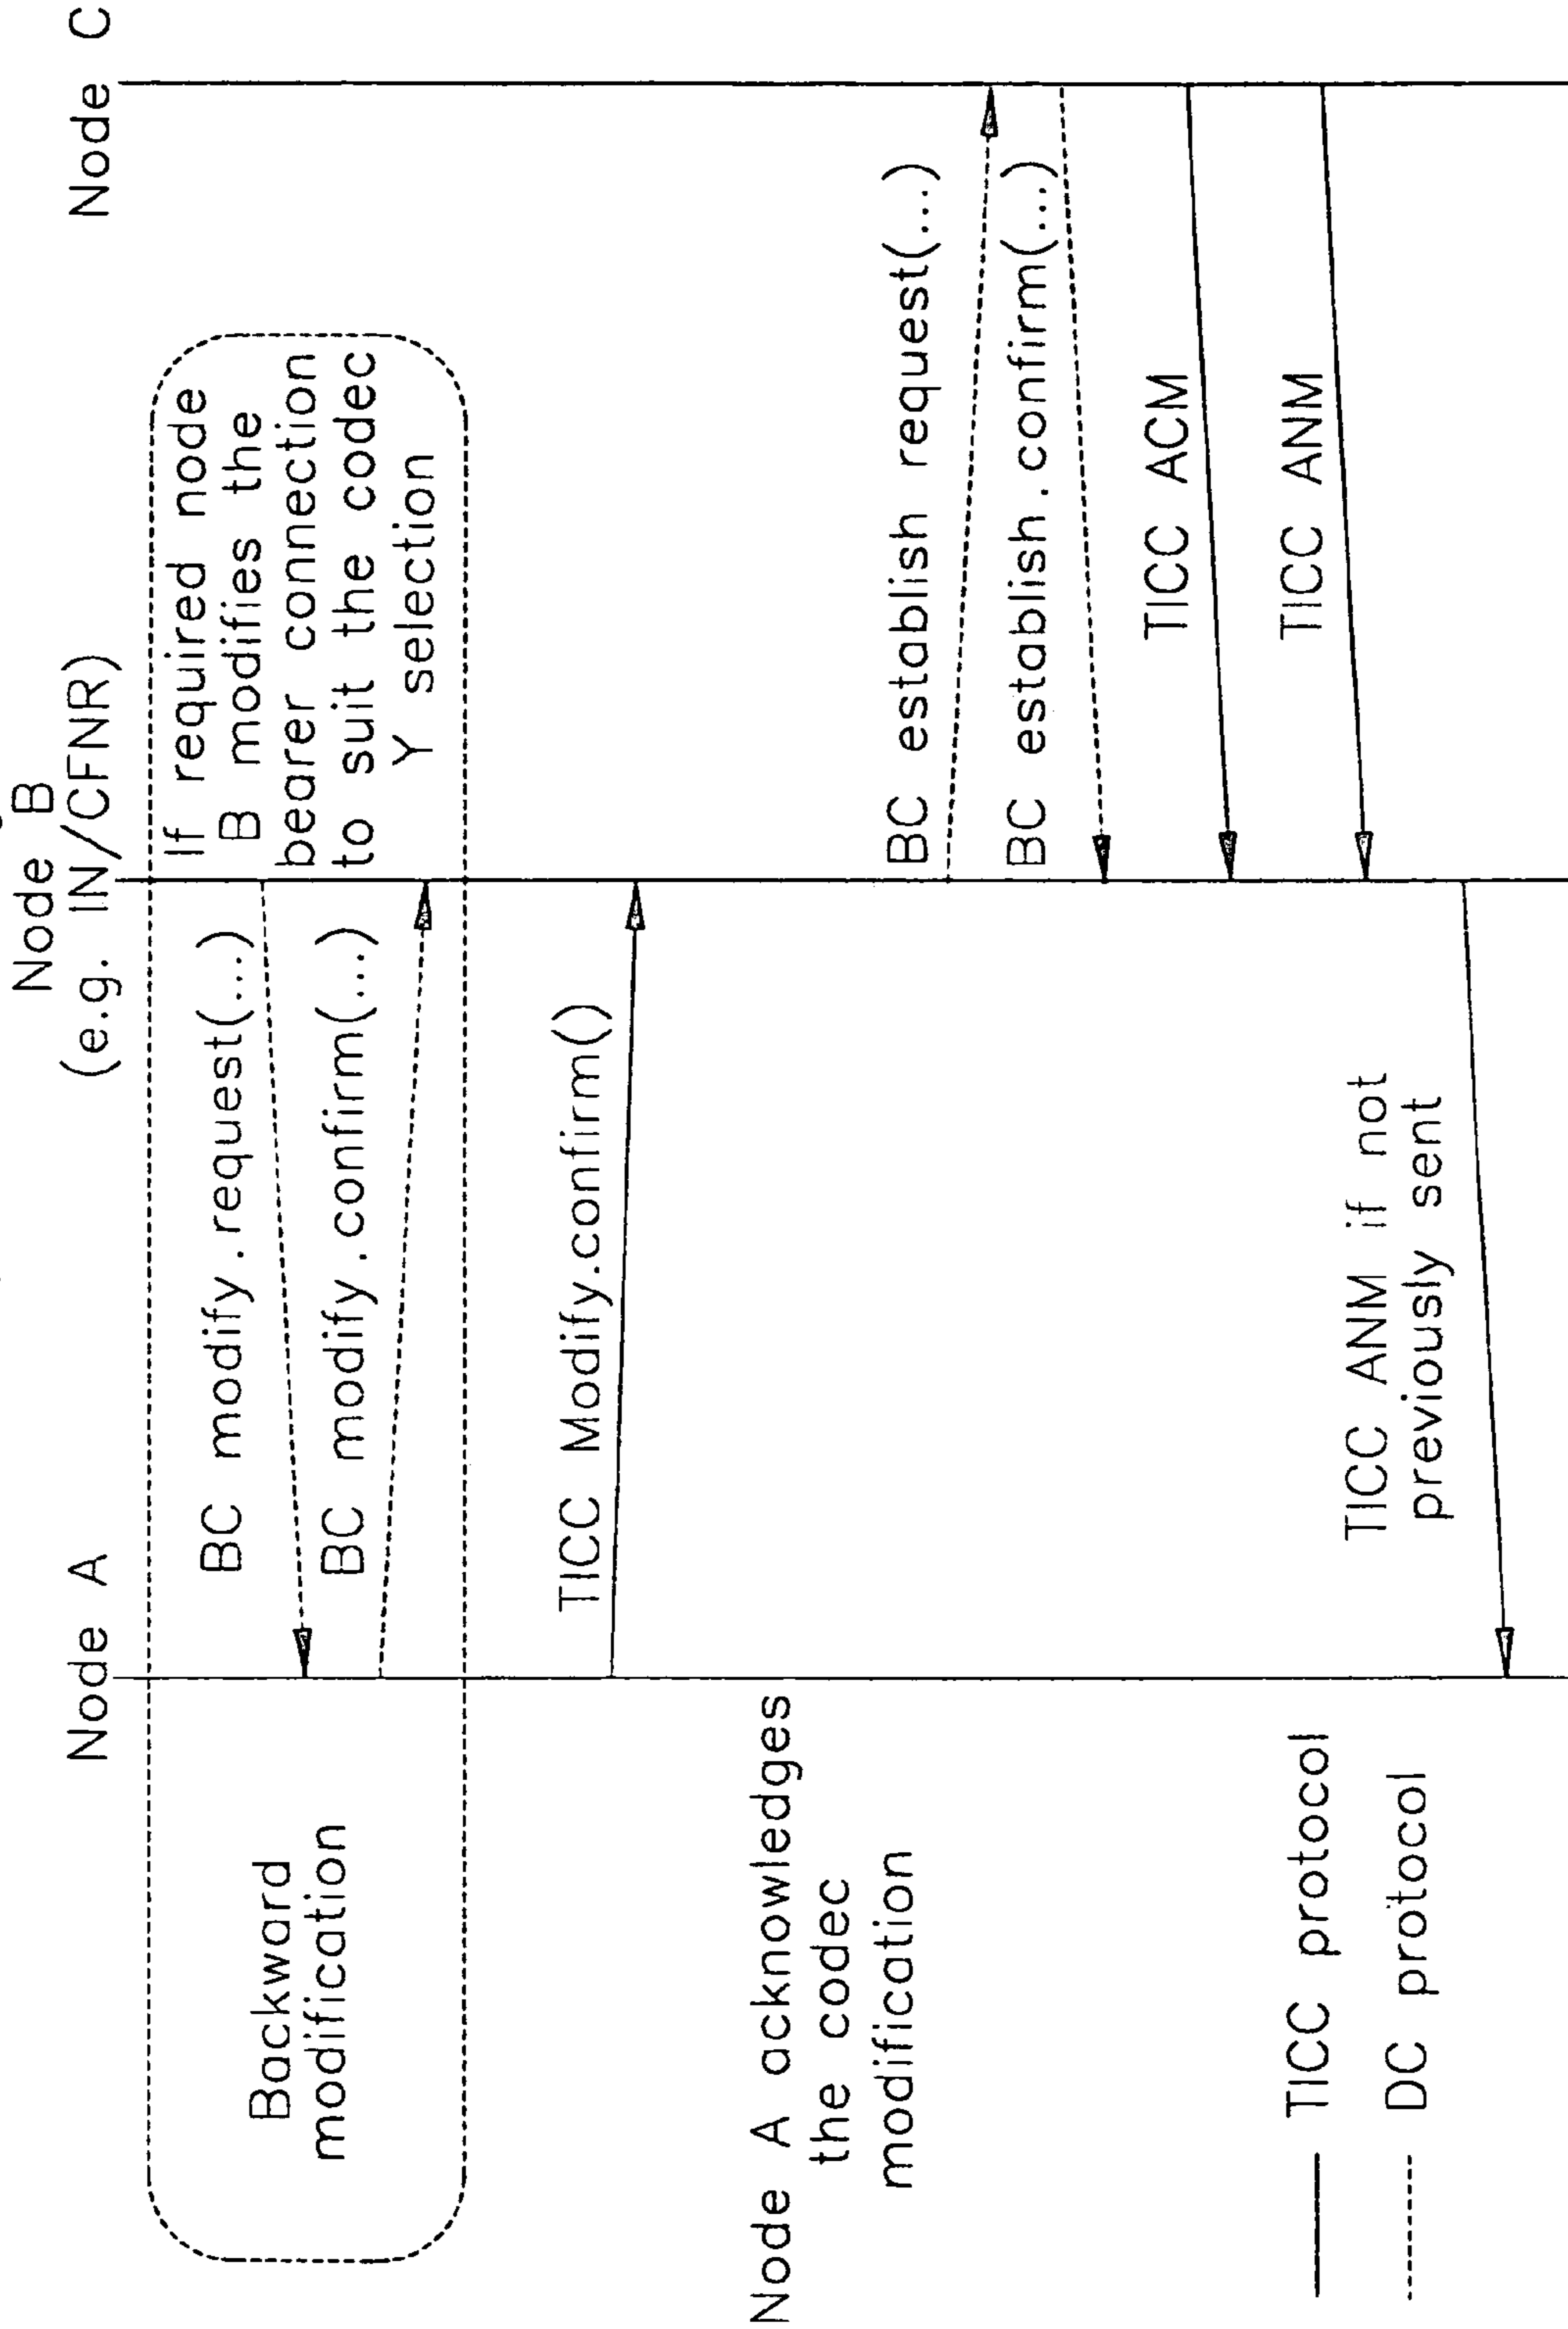 Node A
Node B
(e.g. IN/CFNR)
Node C
Backward
modification
BC modify.request(...)
BC modify.confirm(...)
If required node
B modifies the
bearer connection
to suit the codec
Y selection
TICC Modify.confirm()
Node A acknowledges
the codec
modification
BC establish request(...)
BC establish.confirm(...)
TICC ACM
TICC ANM
TICC ANM if not
previously sent
TICC protocol
DC protocol